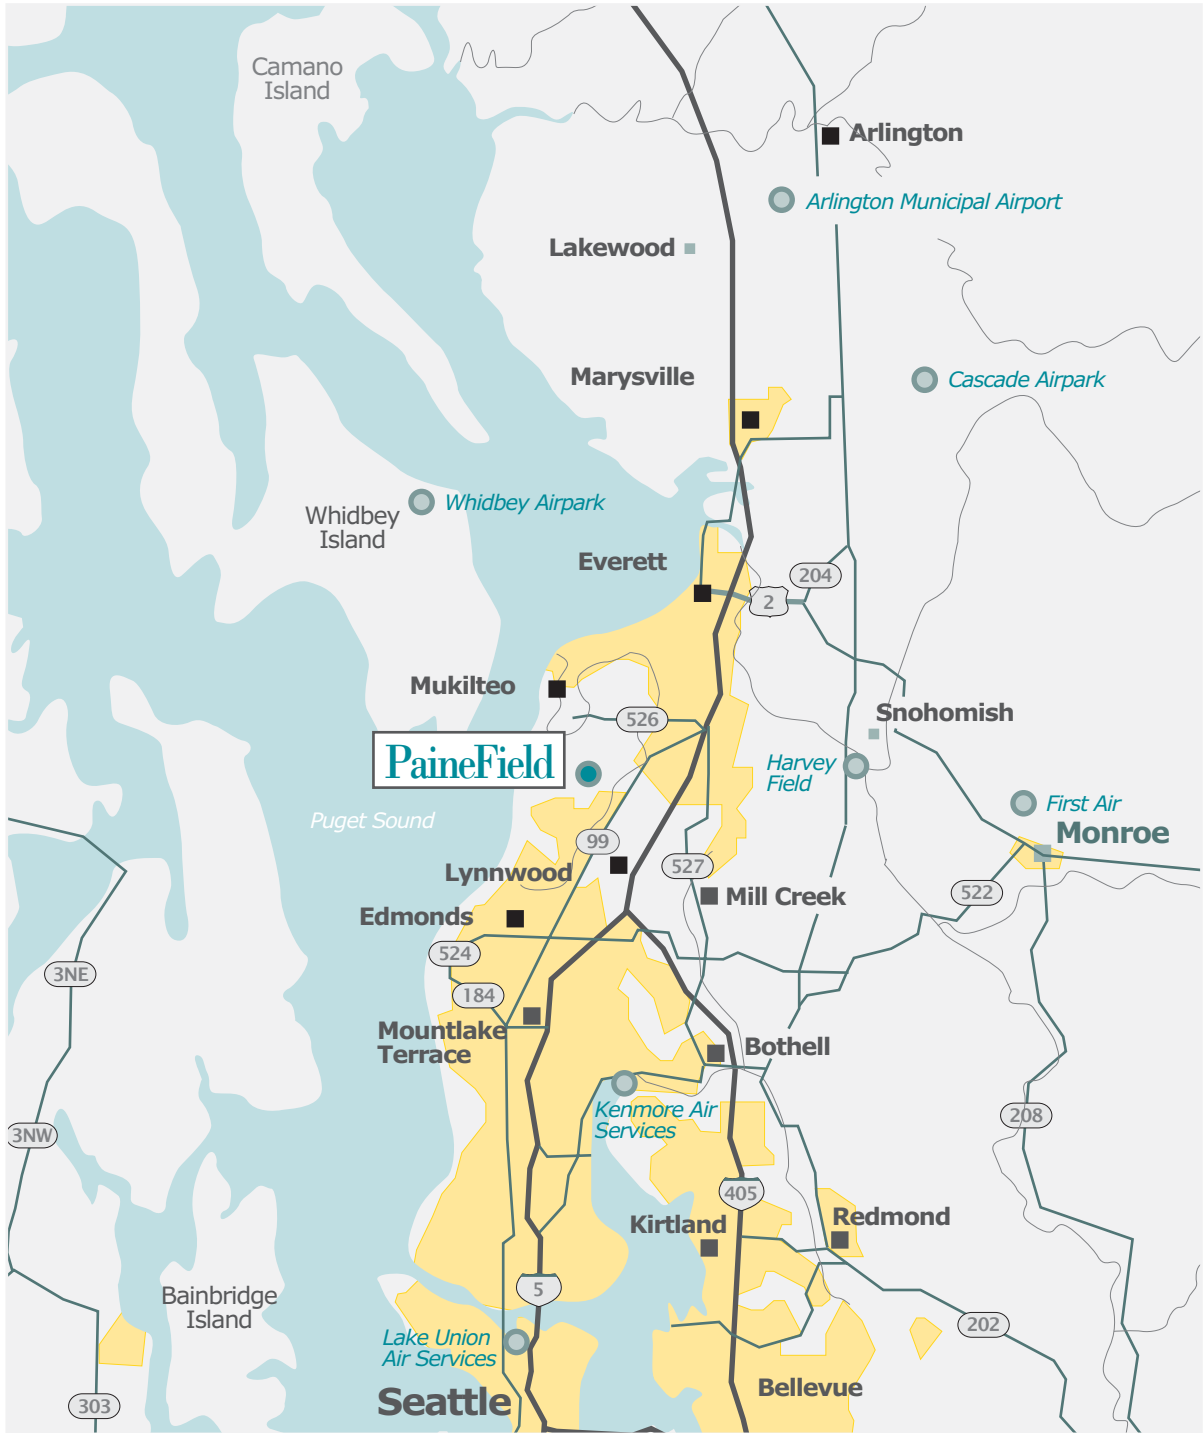 Camano
Island
Arlington
Arlington Municipal Airport
Lakewood
Marysville
Cascade Airpark
Whidbey Airpark
Whidbey
Island
Everett
204
2
Mukilteo
526
Snohomish
PaineField
Harvey
Field
First Air
Puget Sound
99
Monroe
Lynnwood
527
Mill Creek
522
Edmonds
524
3NE
184
Mountlake
Terrace
Bothell
Kenmore Air
Services
208
3NW
405
Kirtland
Redmond
5
Bainbridge
Island
202
Lake Union
Air Services
Bellevue
Seattle
303